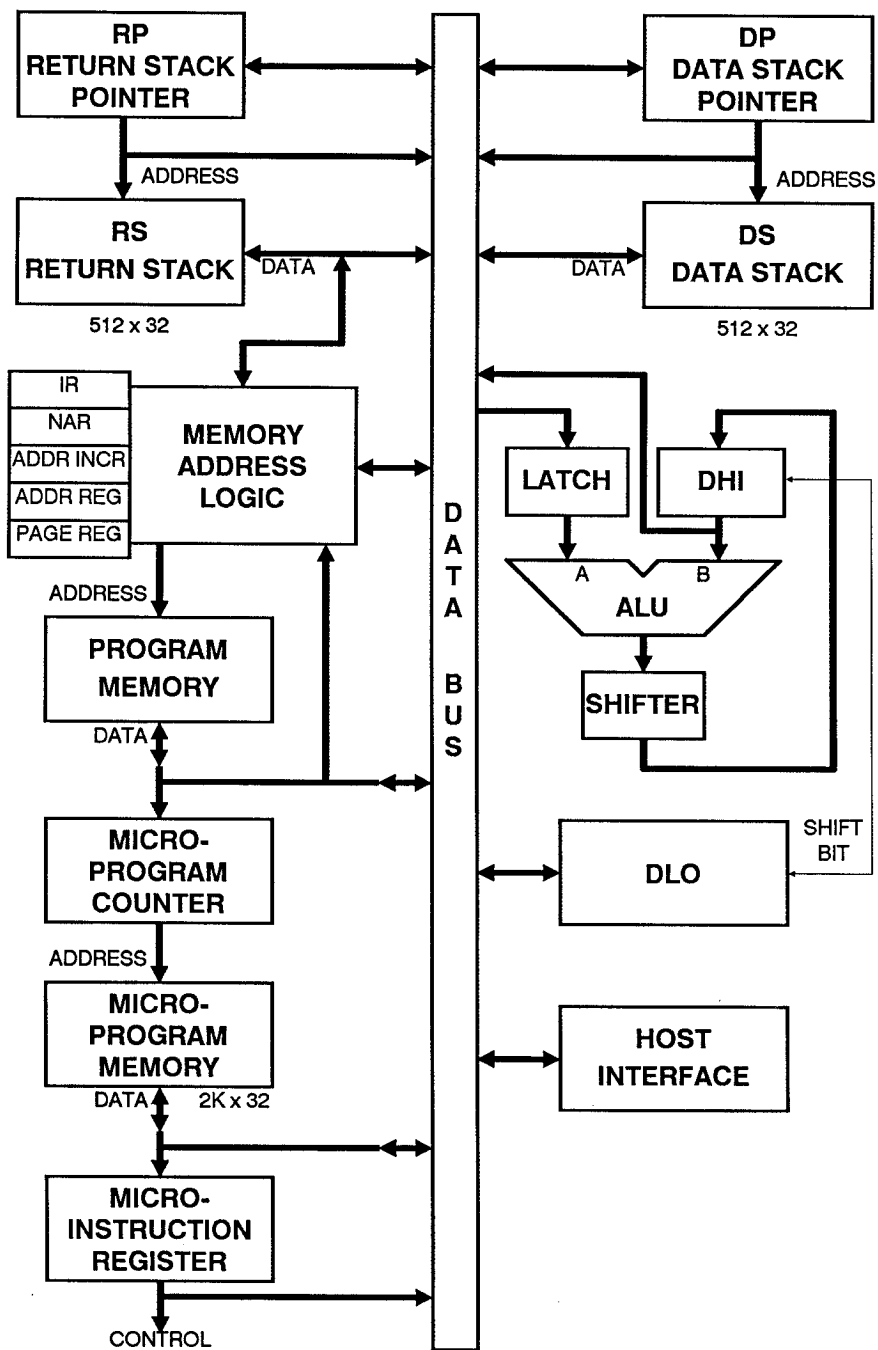 RP
RETURN STACK
POINTER
DP
DATA STACK
POINTER
ADDRESS
ADDRESS
RS
RETURN STACK
DATA
DS
DATA STACK
DATA
512 x 32
512 x 32
IR
NAR
ADDR INCR
ADDR REG
PAGE REG
MEMORY
ADDRESS
LOGIC
DATA BUS
LATCH
DHI
A
B
ALU
SHIFTER
ADDRESS
PROGRAM
MEMORY
DATA
MICRO-
PROGRAM
COUNTER
SHIFT
BIT
DLO
ADDRESS
MICRO-
PROGRAM
MEMORY
DATA
2K x 32
HOST
INTERFACE
MICRO-
INSTRUCTION
REGISTER
CONTROL